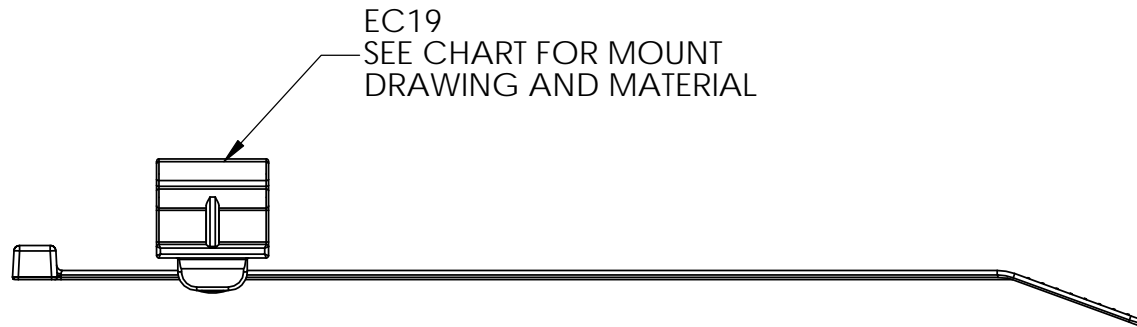 EC19
SEE CHART FOR MOUNT
DRAWING AND MATERIAL